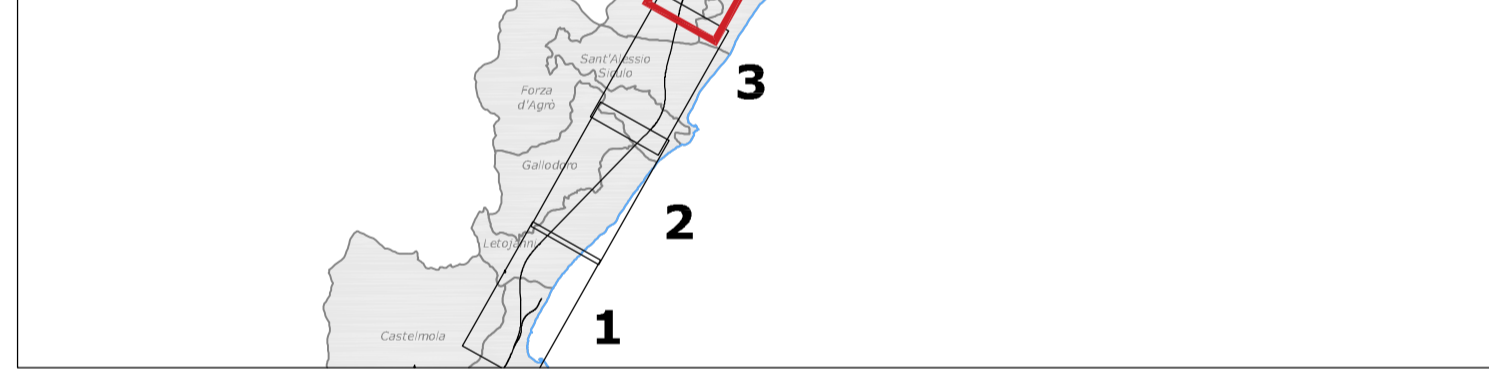 Sant'Alessio
Siculo
3
Forza
d'Agrò
Gallodoro
2
Letojanni
1
Castelmola